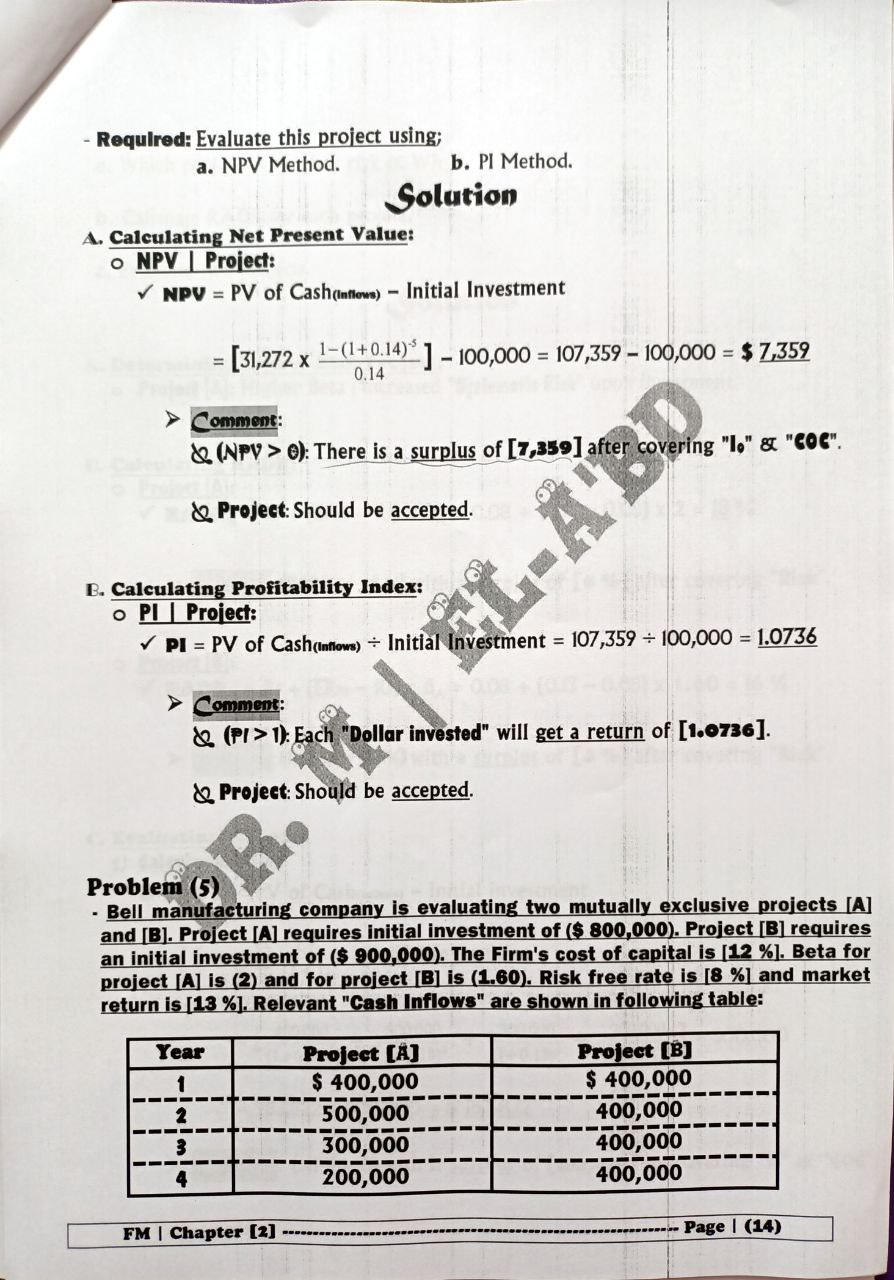 - Required: Evaluate this project using;
a. NPV Method. b. PI Method.
Solution
A. Calculating Net Present Value:
o NPV | Project:
✓ NPV = PV of Cash(Inflows) – Initial Investment
= [31,272 x 1−(1+0.14)⁻⁵ / 0.14 ] – 100,000 = 107,359 – 100,000 = $ 7,359
➤ Comment:
(NPV > 0): There is a surplus of [7,359] after covering "I₀" & "COC".
Project: Should be accepted.
B. Calculating Profitability Index:
o PI | Project:
✓ PI = PV of Cash(Inflows) ÷ Initial Investment = 107,359 ÷ 100,000 = 1.0736
➤ Comment:
(PI > 1): Each "Dollar invested" will get a return of [1.0736].
Project: Should be accepted.
DR. M | EL-A'BD
Problem (5)
- Bell manufacturing company is evaluating two mutually exclusive projects [A]
and [B]. Project [A] requires initial investment of ($ 800,000). Project [B] requires
an initial investment of ($ 900,000). The Firm's cost of capital is [12 %]. Beta for
project [A] is (2) and for project [B] is (1.60). Risk free rate is [8 %] and market
return is [13 %]. Relevant "Cash Inflows" are shown in following table:
Year Project [A] Project [B]
1 $ 400,000 $ 400,000
2 500,000 400,000
3 300,000 400,000
4 200,000 400,000
FM | Chapter [2] ---------------------------------------------------- Page | (14)